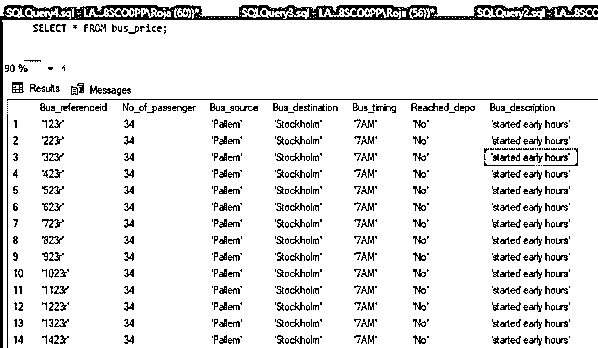 SQLQuery4.sql - LA...8SCO0PP\Roja (60))* SQLQuery3.sql - LA...8SCO0PP\Roja (56))* SQLQuery2.sql - LA...8SCO
SELECT * FROM bus_price;
90 %
Results Messages
Bus_referenceid No_of_passenger Bus_source Bus_destination Bus_timing Reached_depo Bus_description
1 '123r' 34 'Pallem' 'Stockholm' '7AM' 'No' 'started early hours'
2 '223r' 34 'Pallem' 'Stockholm' '7AM' 'No' 'started early hours'
3 '323r' 34 'Pallem' 'Stockholm' '7AM' 'No' 'started early hours'
4 '423r' 34 'Pallem' 'Stockholm' '7AM' 'No' 'started early hours'
5 '523r' 34 'Pallem' 'Stockholm' '7AM' 'No' 'started early hours'
6 '623r' 34 'Pallem' 'Stockholm' '7AM' 'No' 'started early hours'
7 '723r' 34 'Pallem' 'Stockholm' '7AM' 'No' 'started early hours'
8 '823r' 34 'Pallem' 'Stockholm' '7AM' 'No' 'started early hours'
9 '923r' 34 'Pallem' 'Stockholm' '7AM' 'No' 'started early hours'
10 '1023r' 34 'Pallem' 'Stockholm' '7AM' 'No' 'started early hours'
11 '1123r' 34 'Pallem' 'Stockholm' '7AM' 'No' 'started early hours'
12 '1223r' 34 'Pallem' 'Stockholm' '7AM' 'No' 'started early hours'
13 '1323r' 34 'Pallem' 'Stockholm' '7AM' 'No' 'started early hours'
14 '1423r' 34 'Pallem' 'Stockholm' '7AM' 'No' 'started early hours'